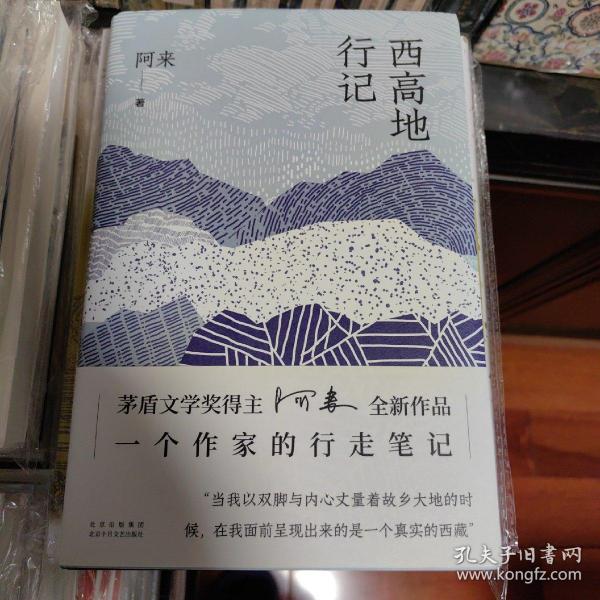 西高地
行记
阿来
著
茅盾文学奖得主 阿来 全新作品
一个作家的行走笔记
“当我以双脚与内心丈量着故乡大地的时
候，在我面前呈现出来的是一个真实的西藏”
北京出版集团
北京十月文艺出版社
孔夫子旧书网
www.kongfz.com